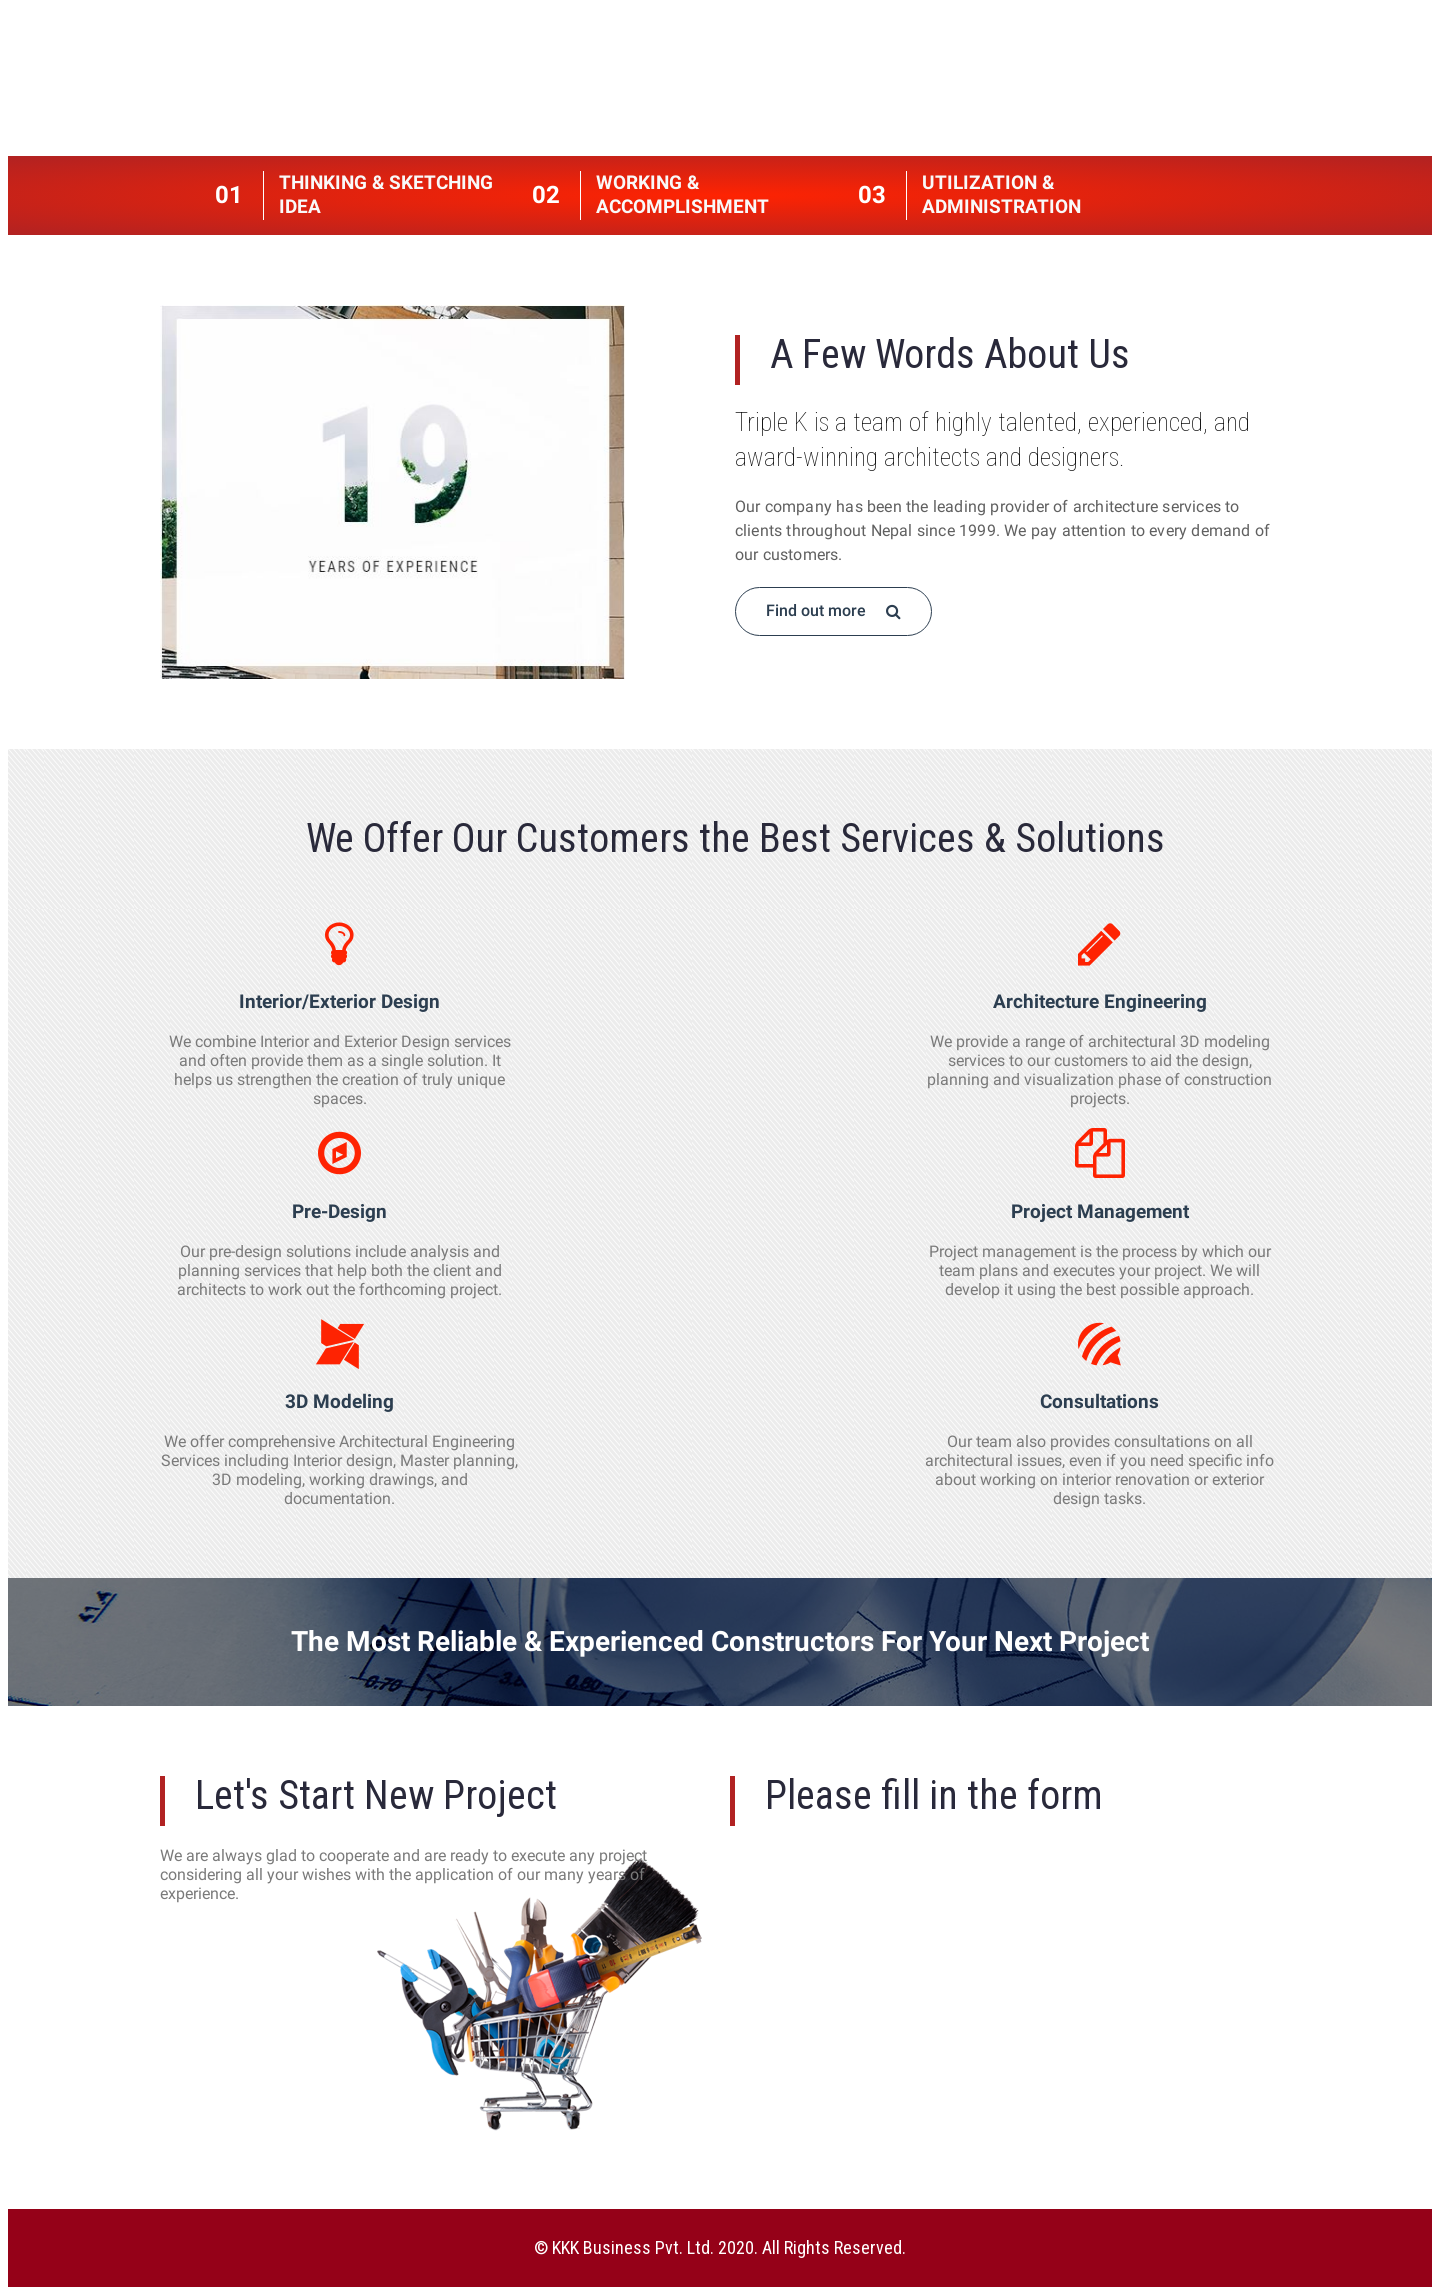 01
THINKING & SKETCHING
IDEA
02
WORKING &
ACCOMPLISHMENT
03
UTILIZATION &
ADMINISTRATION
19
YEARS OF EXPERIENCE
A Few Words About Us
Triple K is a team of highly talented, experienced, and
award-winning architects and designers.
Our company has been the leading provider of architecture services to
clients throughout Nepal since 1999. We pay attention to every demand of
our customers.
Find out more
We Offer Our Customers the Best Services & Solutions
Interior/Exterior Design
We combine Interior and Exterior Design services
and often provide them as a single solution. It
helps us strengthen the creation of truly unique
spaces.
Architecture Engineering
We provide a range of architectural 3D modeling
services to our customers to aid the design,
planning and visualization phase of construction
projects.
Pre-Design
Our pre-design solutions include analysis and
planning services that help both the client and
architects to work out the forthcoming project.
Project Management
Project management is the process by which our
team plans and executes your project. We will
develop it using the best possible approach.
3D Modeling
We offer comprehensive Architectural Engineering
Services including Interior design, Master planning,
3D modeling, working drawings, and
documentation.
Consultations
Our team also provides consultations on all
architectural issues, even if you need specific info
about working on interior renovation or exterior
design tasks.
The Most Reliable & Experienced Constructors For Your Next Project
0.70
0.80
Let's Start New Project
We are always glad to cooperate and are ready to execute any project
considering all your wishes with the application of our many years of
experience.
Please fill in the form
© KKK Business Pvt. Ltd. 2020. All Rights Reserved.